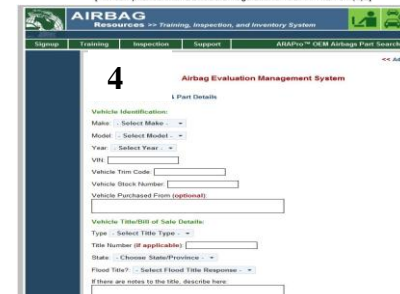 AIRBAG
Resources >> Training, Inspection, and Inventory System
Signup Training Inspection Support ARAPro™ OEM Airbags Part Search
<< Ad
4
Airbag Evaluation Management System
Part Details
Vehicle Identification:
Make: - Select Make -
Model: - Select Model -
Year: - Select Year -
VIN:
Vehicle Trim Code:
Vehicle Stock Number:
Vehicle Purchased From (optional):
Vehicle Title/Bill of Sale Details:
Type: - Select Title Type -
Title Number (if applicable):
State: - Choose State/Province -
Flood Title?: - Select Flood Title Response -
If there are notes to the title, describe here: